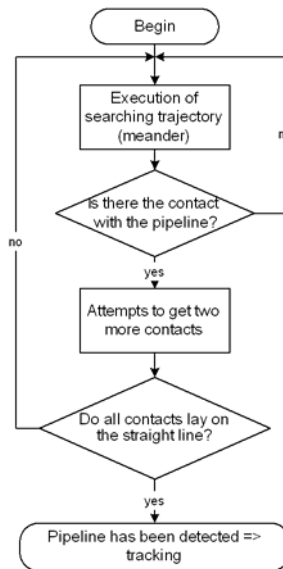 Begin
Execution of
searching trajectory
(meander)
Is there the contact
with the pipeline?
no
yes
Attempts to get two
more contacts
Do all contacts lay on
the straight line?
yes
Pipeline has been detected =>
tracking